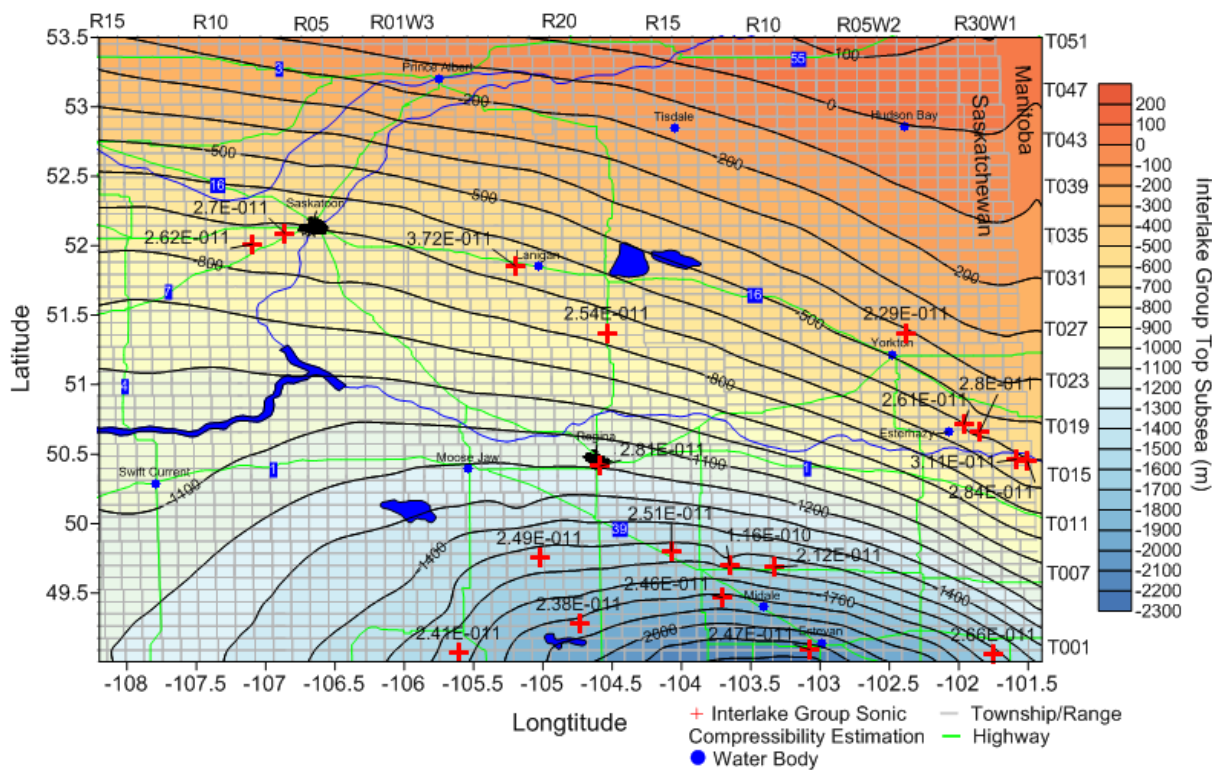 R15 R10 R05 R01W3 R20 R15 R10 R05W2 R30W1
53.5 T051
100
55
3
Prince Albert
Manitoba
T047
200
53
0
200
Tisdale
Hudson Bay
Saskatchewan
100
T043
0
-500
-200
-100
52.5
16
T039
-200
2.7E-011
Saskatoon
500
-300
2.62E-011
3.72E-011
T035
-400
52
Lanigan
-500
-800
200
T031
-600
7
16
-700
51.5
2.54E-011
-500
2.29E-011
T027
-800
Yorkton
-900
-1000
51
4
-800
2.8E-011
T023
-1100
2.61E-011
-1200
Esterhazy
T019
-1300
50.5
Regina
2.81E-011
-1400
Moose Jaw
1100
1
3.11E-011
T015
-1500
Swift Current
1
-1600
1100
2.84E-011
-1700
50
2.51E-011
1200
T011
-1800
39
1.16E-010
-1900
2.49E-011
2.12E-011
-2000
-1400
T007
-2100
49.5
2.46E-011
-2200
2.38E-011
Midale
1700
-1400
-2300
2.41E-011
2000
2.47E-011
Estevan
2.66E-011
T001
-108 -107.5 -107 -106.5 -106 -105.5 -105 -104.5 -104 -103.5 -103 -102.5 -102 -101.5
Latitude
Longtitude
Interlake Group Top Subsea (m)
Interlake Group Sonic
Compressibility Estimation
Water Body
Township/Range
Highway